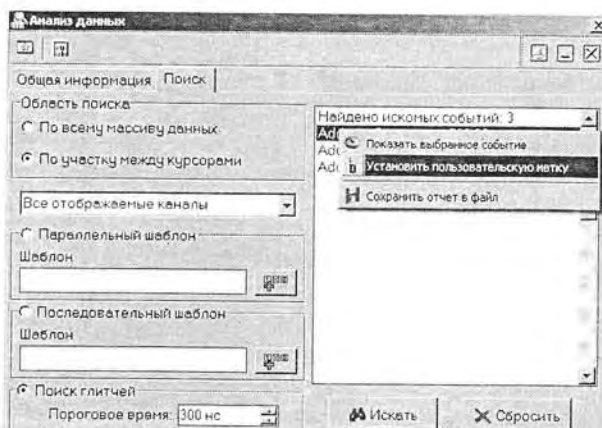 Анализ данных
Общая информация
Поиск
Область поиска
По всему массиву данных
По участку между курсорами
Все отображаемые каналы
Параллельный шаблон
Шаблон
Последовательный шаблон
Шаблон
Поиск глитчей
Пороговое время: 300 нс
Найдено искомых событий: 3
Показать выбранное событие
Установить пользовательскую метку
Сохранить отчет в файл
Искать
Сбросить